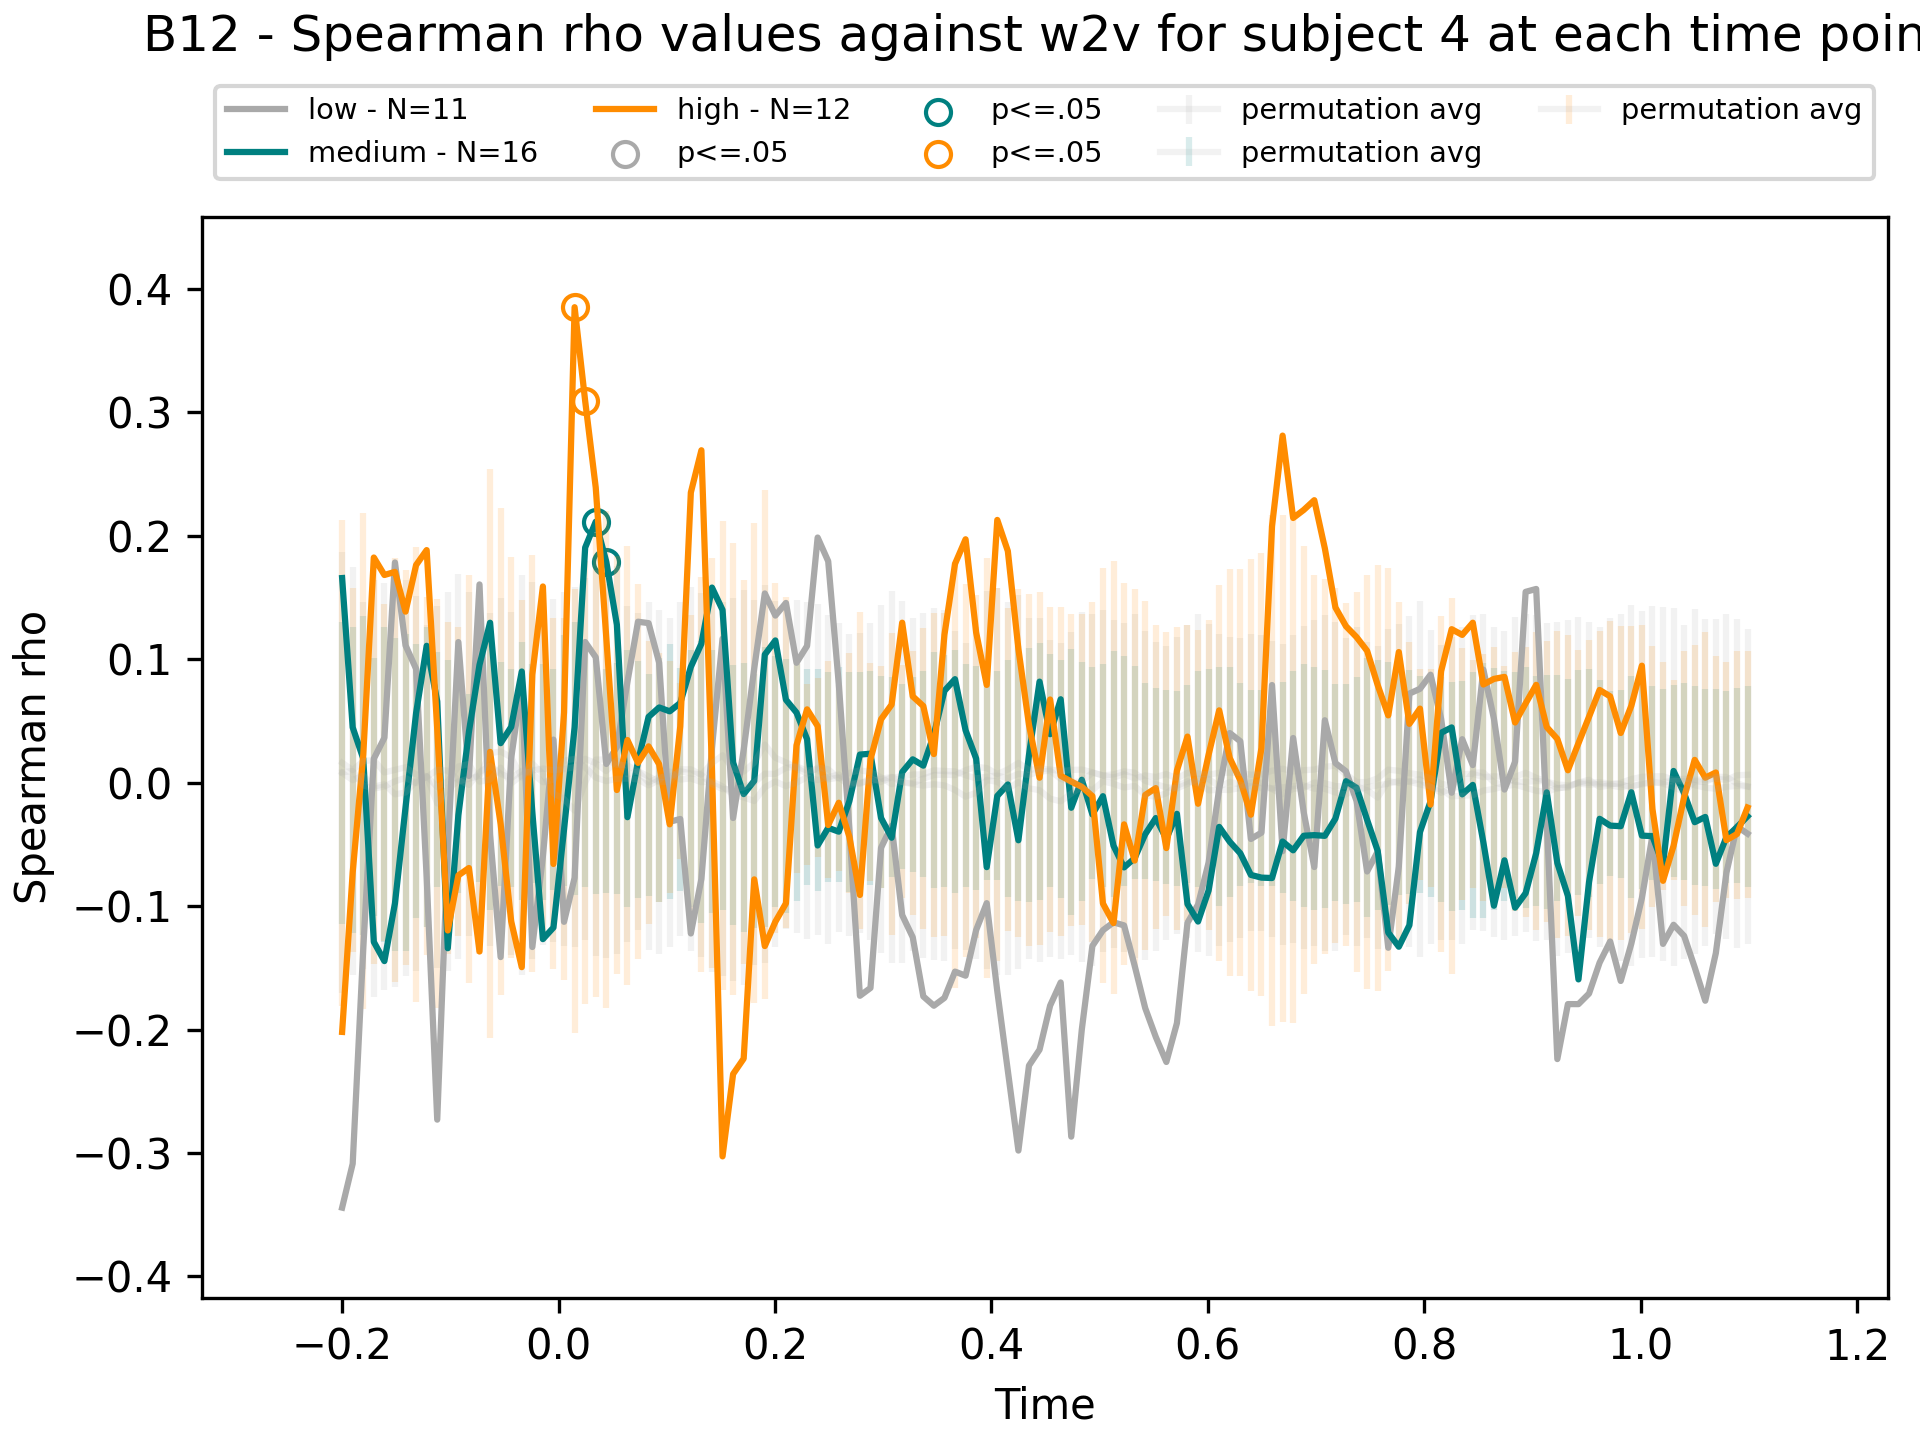 B12 - Spearman rho values against w2v for subject 4 at each time poin
low - N=11
medium - N=16
high - N=12
p<=.05
p<=.05
p<=.05
permutation avg
permutation avg
permutation avg
0.4
0.3
0.2
0.1
0.0
−0.1
−0.2
−0.3
−0.4
Spearman rho
−0.2 0.0 0.2 0.4 0.6 0.8 1.0 1.2
Time